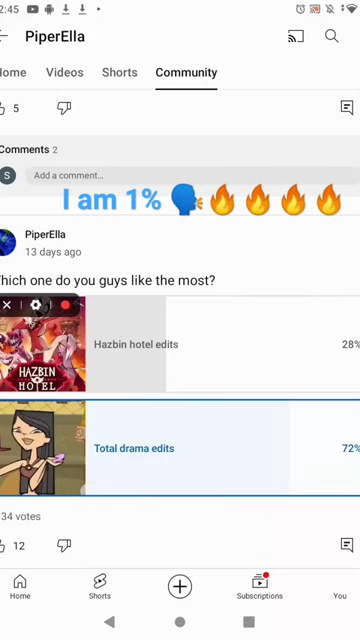 2:45
PiperElla
Home Videos Shorts Community
5
Comments 2
S Add a comment...
I am 1% 🗣️🔥🔥🔥🔥
PiperElla
13 days ago
Which one do you guys like the most?
HAZBIN
HOTEL
Hazbin hotel edits 28%
Total drama edits 72%
34 votes
12
Home Shorts Subscriptions You